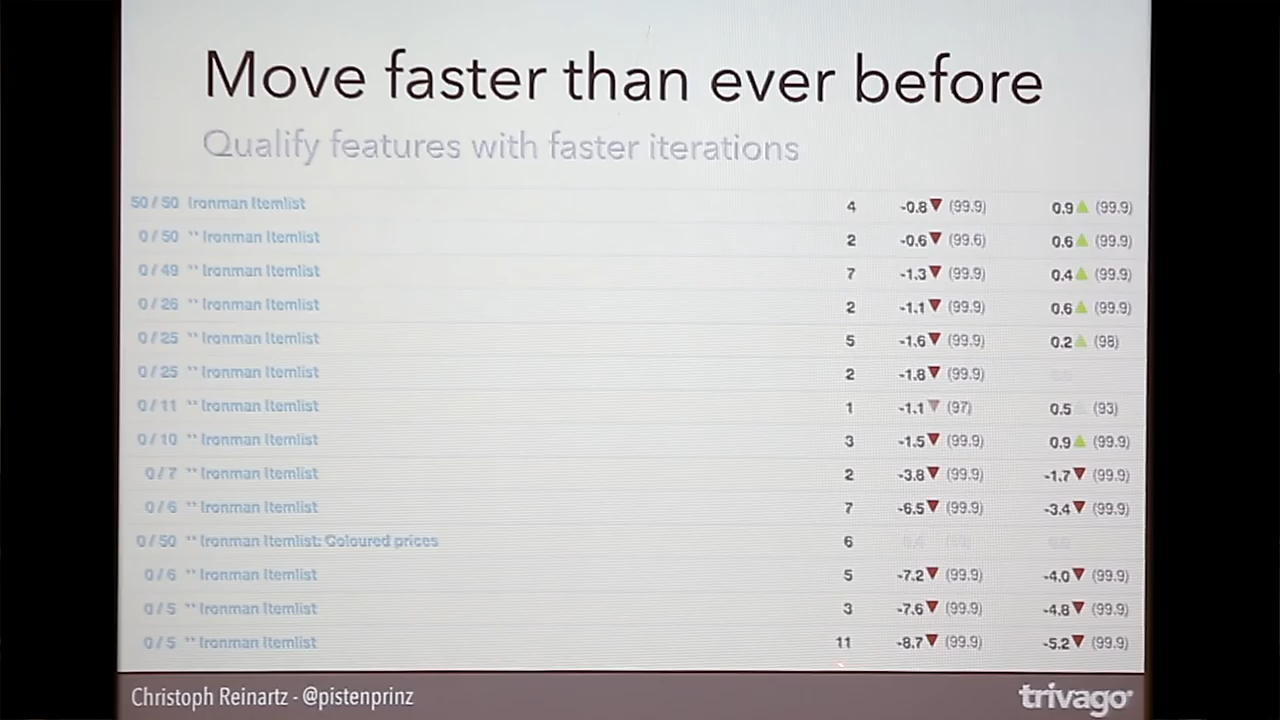 Move faster than ever before
Qualify features with faster iterations
50 / 50 Ironman Itemlist 4 -0.8 ▼ (99.9) 0.9 ▲ (99.9)
0 / 50 '' Ironman Itemlist 2 -0.6 ▼ (99.6) 0.6 ▲ (99.9)
0 / 49 '' Ironman Itemlist 7 -1.3 ▼ (99.9) 0.4 ▲ (99.9)
0 / 26 '' Ironman Itemlist 2 -1.1 ▼ (99.9) 0.6 ▲ (99.9)
0 / 25 '' Ironman Itemlist 5 -1.6 ▼ (99.9) 0.2 ▲ (98)
0 / 25 '' Ironman Itemlist 2 -1.8 ▼ (99.9)
0 / 11 '' Ironman Itemlist 1 -1.1 ▼ (97) 0.5 ▲ (93)
0 / 10 '' Ironman Itemlist 3 -1.5 ▼ (99.9) 0.9 ▲ (99.9)
0 / 7 '' Ironman Itemlist 2 -3.8 ▼ (99.9) -1.7 ▼ (99.9)
0 / 6 '' Ironman Itemlist 7 -6.5 ▼ (99.9) -3.4 ▼ (99.9)
0 / 50 '' Ironman Itemlist: Coloured prices 6
0 / 6 '' Ironman Itemlist 5 -7.2 ▼ (99.9) -4.0 ▼ (99.9)
0 / 5 '' Ironman Itemlist 3 -7.6 ▼ (99.9) -4.8 ▼ (99.9)
0 / 5 '' Ironman Itemlist 11 -8.7 ▼ (99.9) -5.2 ▼ (99.9)
Christoph Reinartz - @pistenprinz
trivago